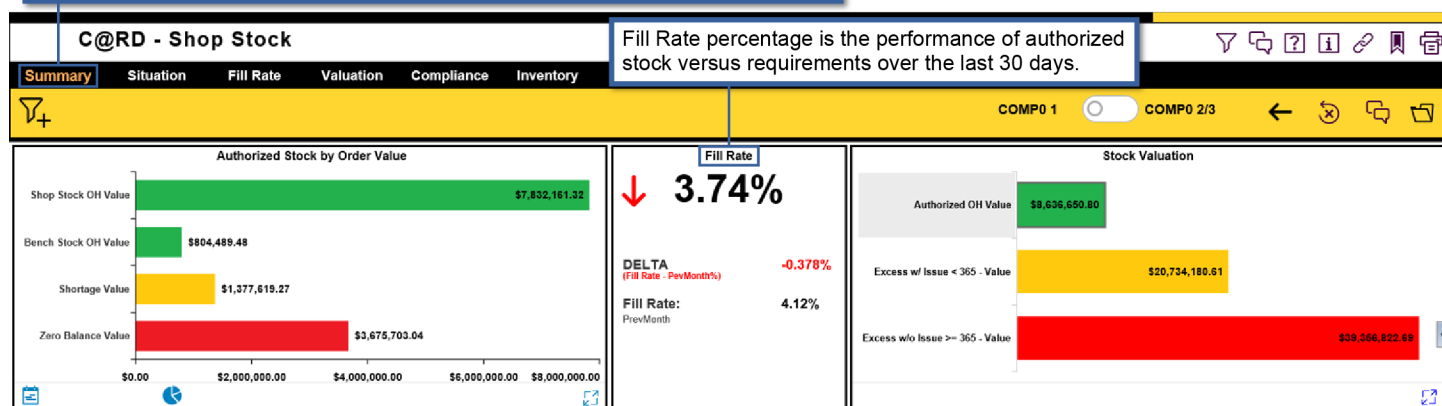 C@RD - Shop Stock
Fill Rate percentage is the performance of authorized
stock versus requirements over the last 30 days.
Summary Situation Fill Rate Valuation Compliance Inventory
COMP0 1 COMP0 2/3
Authorized Stock by Order Value
Shop Stock OH Value $7,832,161.32
Bench Stock OH Value $804,489.48
Shortage Value $1,377,619.27
Zero Balance Value $3,675,703.04
$0.00 $2,000,000.00 $4,000,000.00 $6,000,000.00 $8,000,000.00
Fill Rate
3.74%
DELTA -0.378%
(Fill Rate - PevMonth%)
Fill Rate: 4.12%
PrevMonth
Stock Valuation
Authorized OH Value $8,636,650.80
Excess w/ Issue < 365 - Value $20,734,180.61
Excess w/o Issue >= 365 - Value $39,356,822.69